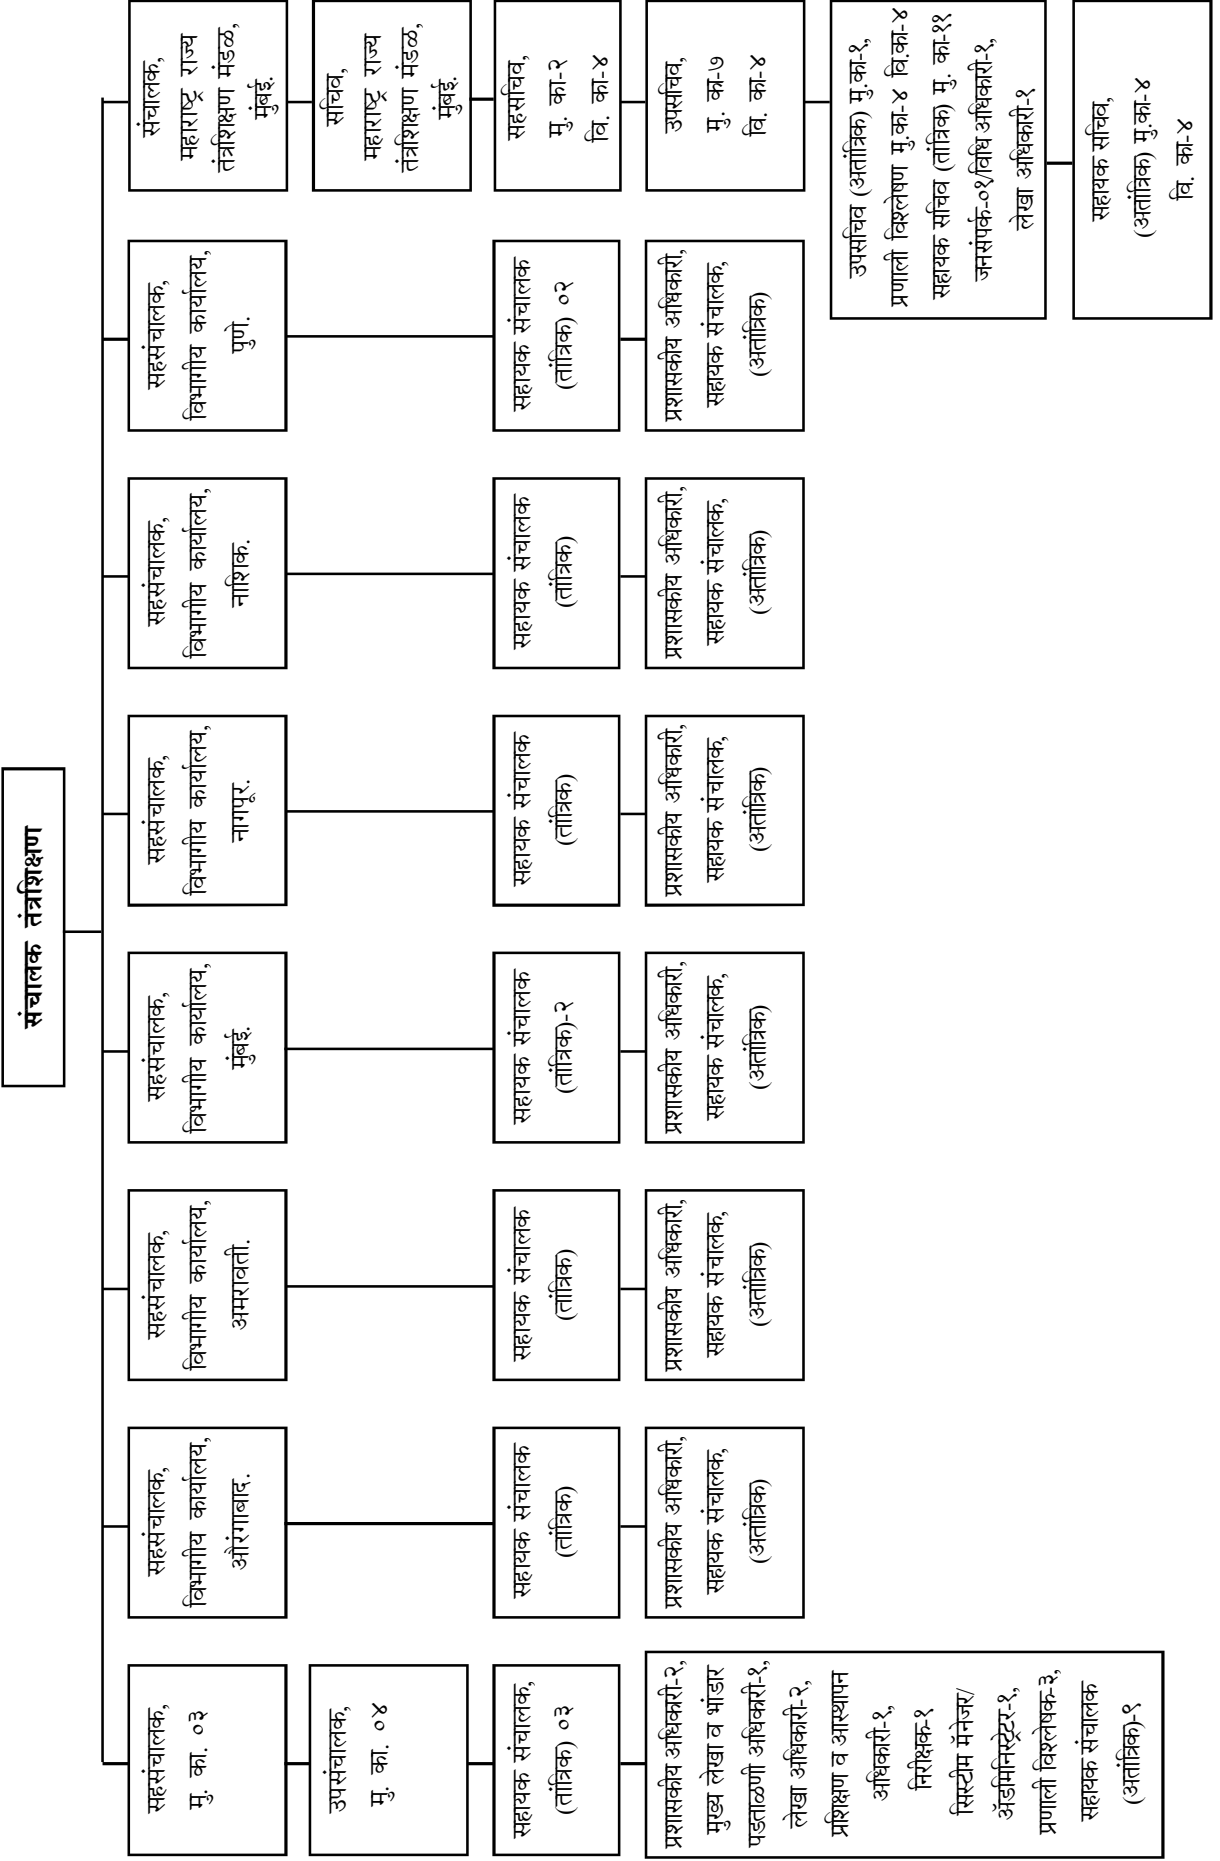 संचालक तंत्रशिक्षण
सहसंचालक,
मु. का. ०३
उपसंचालक,
मु. का. ०४
सहायक संचालक,
(तांत्रिक) ०३
प्रशासकीय अधिकारी-२,
मुख्य लेखा व भांडार
पडताळणी अधिकारी-१,
लेखा अधिकारी-२,
प्रशिक्षण व आस्थापन
अधिकारी-१,
निरीक्षक-१
सिस्टीम मॅनेजर/
ॲडमिनिस्ट्रेटर-१,
प्रणाली विश्लेषक-३,
सहायक संचालक
(अतांत्रिक)-९
सहसंचालक,
विभागीय कार्यालय,
औरंगाबाद.
सहायक संचालक
(तांत्रिक)
प्रशासकीय अधिकारी,
सहायक संचालक,
(अतांत्रिक)
सहसंचालक,
विभागीय कार्यालय,
अमरावती.
सहायक संचालक
(तांत्रिक)
प्रशासकीय अधिकारी,
सहायक संचालक,
(अतांत्रिक)
सहसंचालक,
विभागीय कार्यालय,
मुंबई.
सहायक संचालक
(तांत्रिक)-२
प्रशासकीय अधिकारी,
सहायक संचालक,
(अतांत्रिक)
सहसंचालक,
विभागीय कार्यालय,
नागपूर.
सहायक संचालक
(तांत्रिक)
प्रशासकीय अधिकारी,
सहायक संचालक,
(अतांत्रिक)
सहसंचालक,
विभागीय कार्यालय,
नाशिक.
सहायक संचालक
(तांत्रिक)
प्रशासकीय अधिकारी,
सहायक संचालक,
(अतांत्रिक)
सहसंचालक,
विभागीय कार्यालय,
पुणे.
सहायक संचालक
(तांत्रिक) ०२
प्रशासकीय अधिकारी,
सहायक संचालक,
(अतांत्रिक)
संचालक,
महाराष्ट्र राज्य
तंत्रशिक्षण मंडळ,
मुंबई.
सचिव,
महाराष्ट्र राज्य
तंत्रशिक्षण मंडळ,
मुंबई.
सहसचिव,
मु. का-२
वि. का-४
उपसचिव,
मु. का-७
वि. का-४
उपसचिव (अतांत्रिक) मु.का-१,
प्रणाली विश्लेषण मु.का-४ वि.का-४
सहायक सचिव (तांत्रिक) मु. का-११
जनसंपर्क-०१/विधि अधिकारी-१,
लेखा अधिकारी-१
सहायक सचिव,
(अतांत्रिक) मु.का-४
वि. का-४